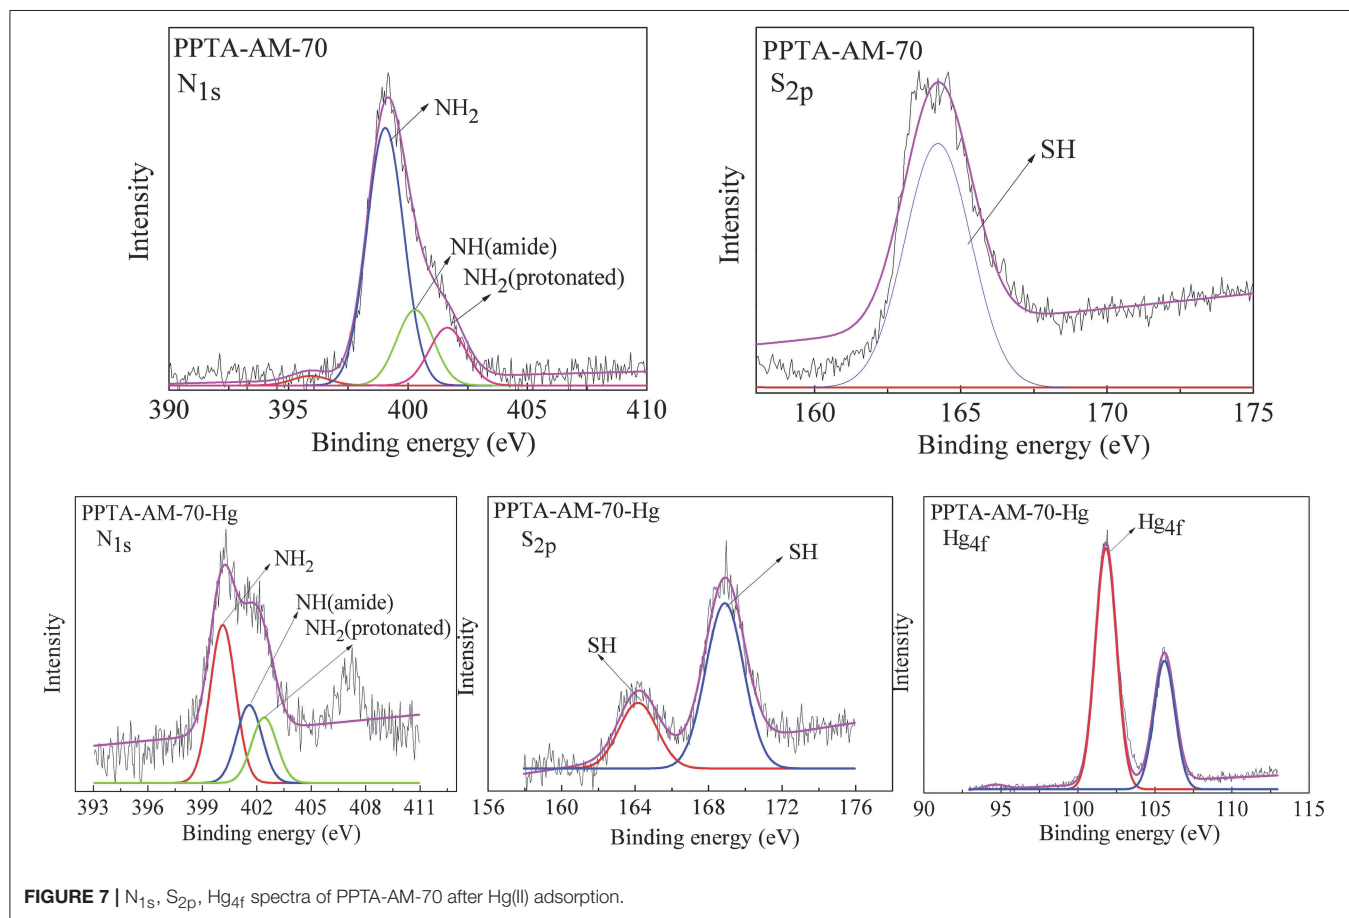 PPTA-AM-70
N1s
NH2
NH(amide)
NH2(protonated)
Intensity
390 395 400 405 410
Binding energy (eV)
PPTA-AM-70
S2p
SH
Intensity
160 165 170 175
Binding energy (eV)
PPTA-AM-70-Hg
N1s
NH2
NH(amide)
NH2(protonated)
Intensity
393 396 399 402 405 408 411
Binding energy (eV)
PPTA-AM-70-Hg
S2p
SH
SH
Intensity
156 160 164 168 172 176
Binding energy (eV)
PPTA-AM-70-Hg
Hg4f
Hg4f
Intensity
90 95 100 105 110 115
Binding energy (eV)
FIGURE 7 | N1s, S2p, Hg4f spectra of PPTA-AM-70 after Hg(II) adsorption.